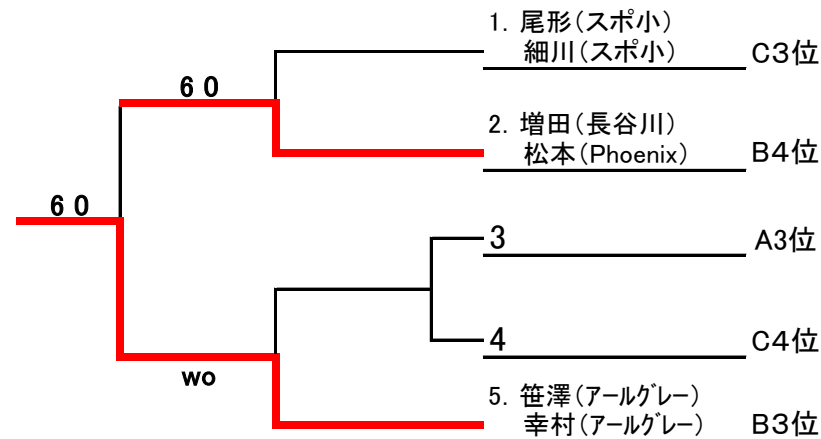 1. 尾形(スポ小)
細川(スポ小) C3位
6 0
2. 増田(長谷川)
松本(Phoenix) B4位
6 0
3 A3位
4 C4位
wo
5. 笹澤(ｱｰﾙｸﾞﾚｰ)
幸村(ｱｰﾙｸﾞﾚｰ) B3位